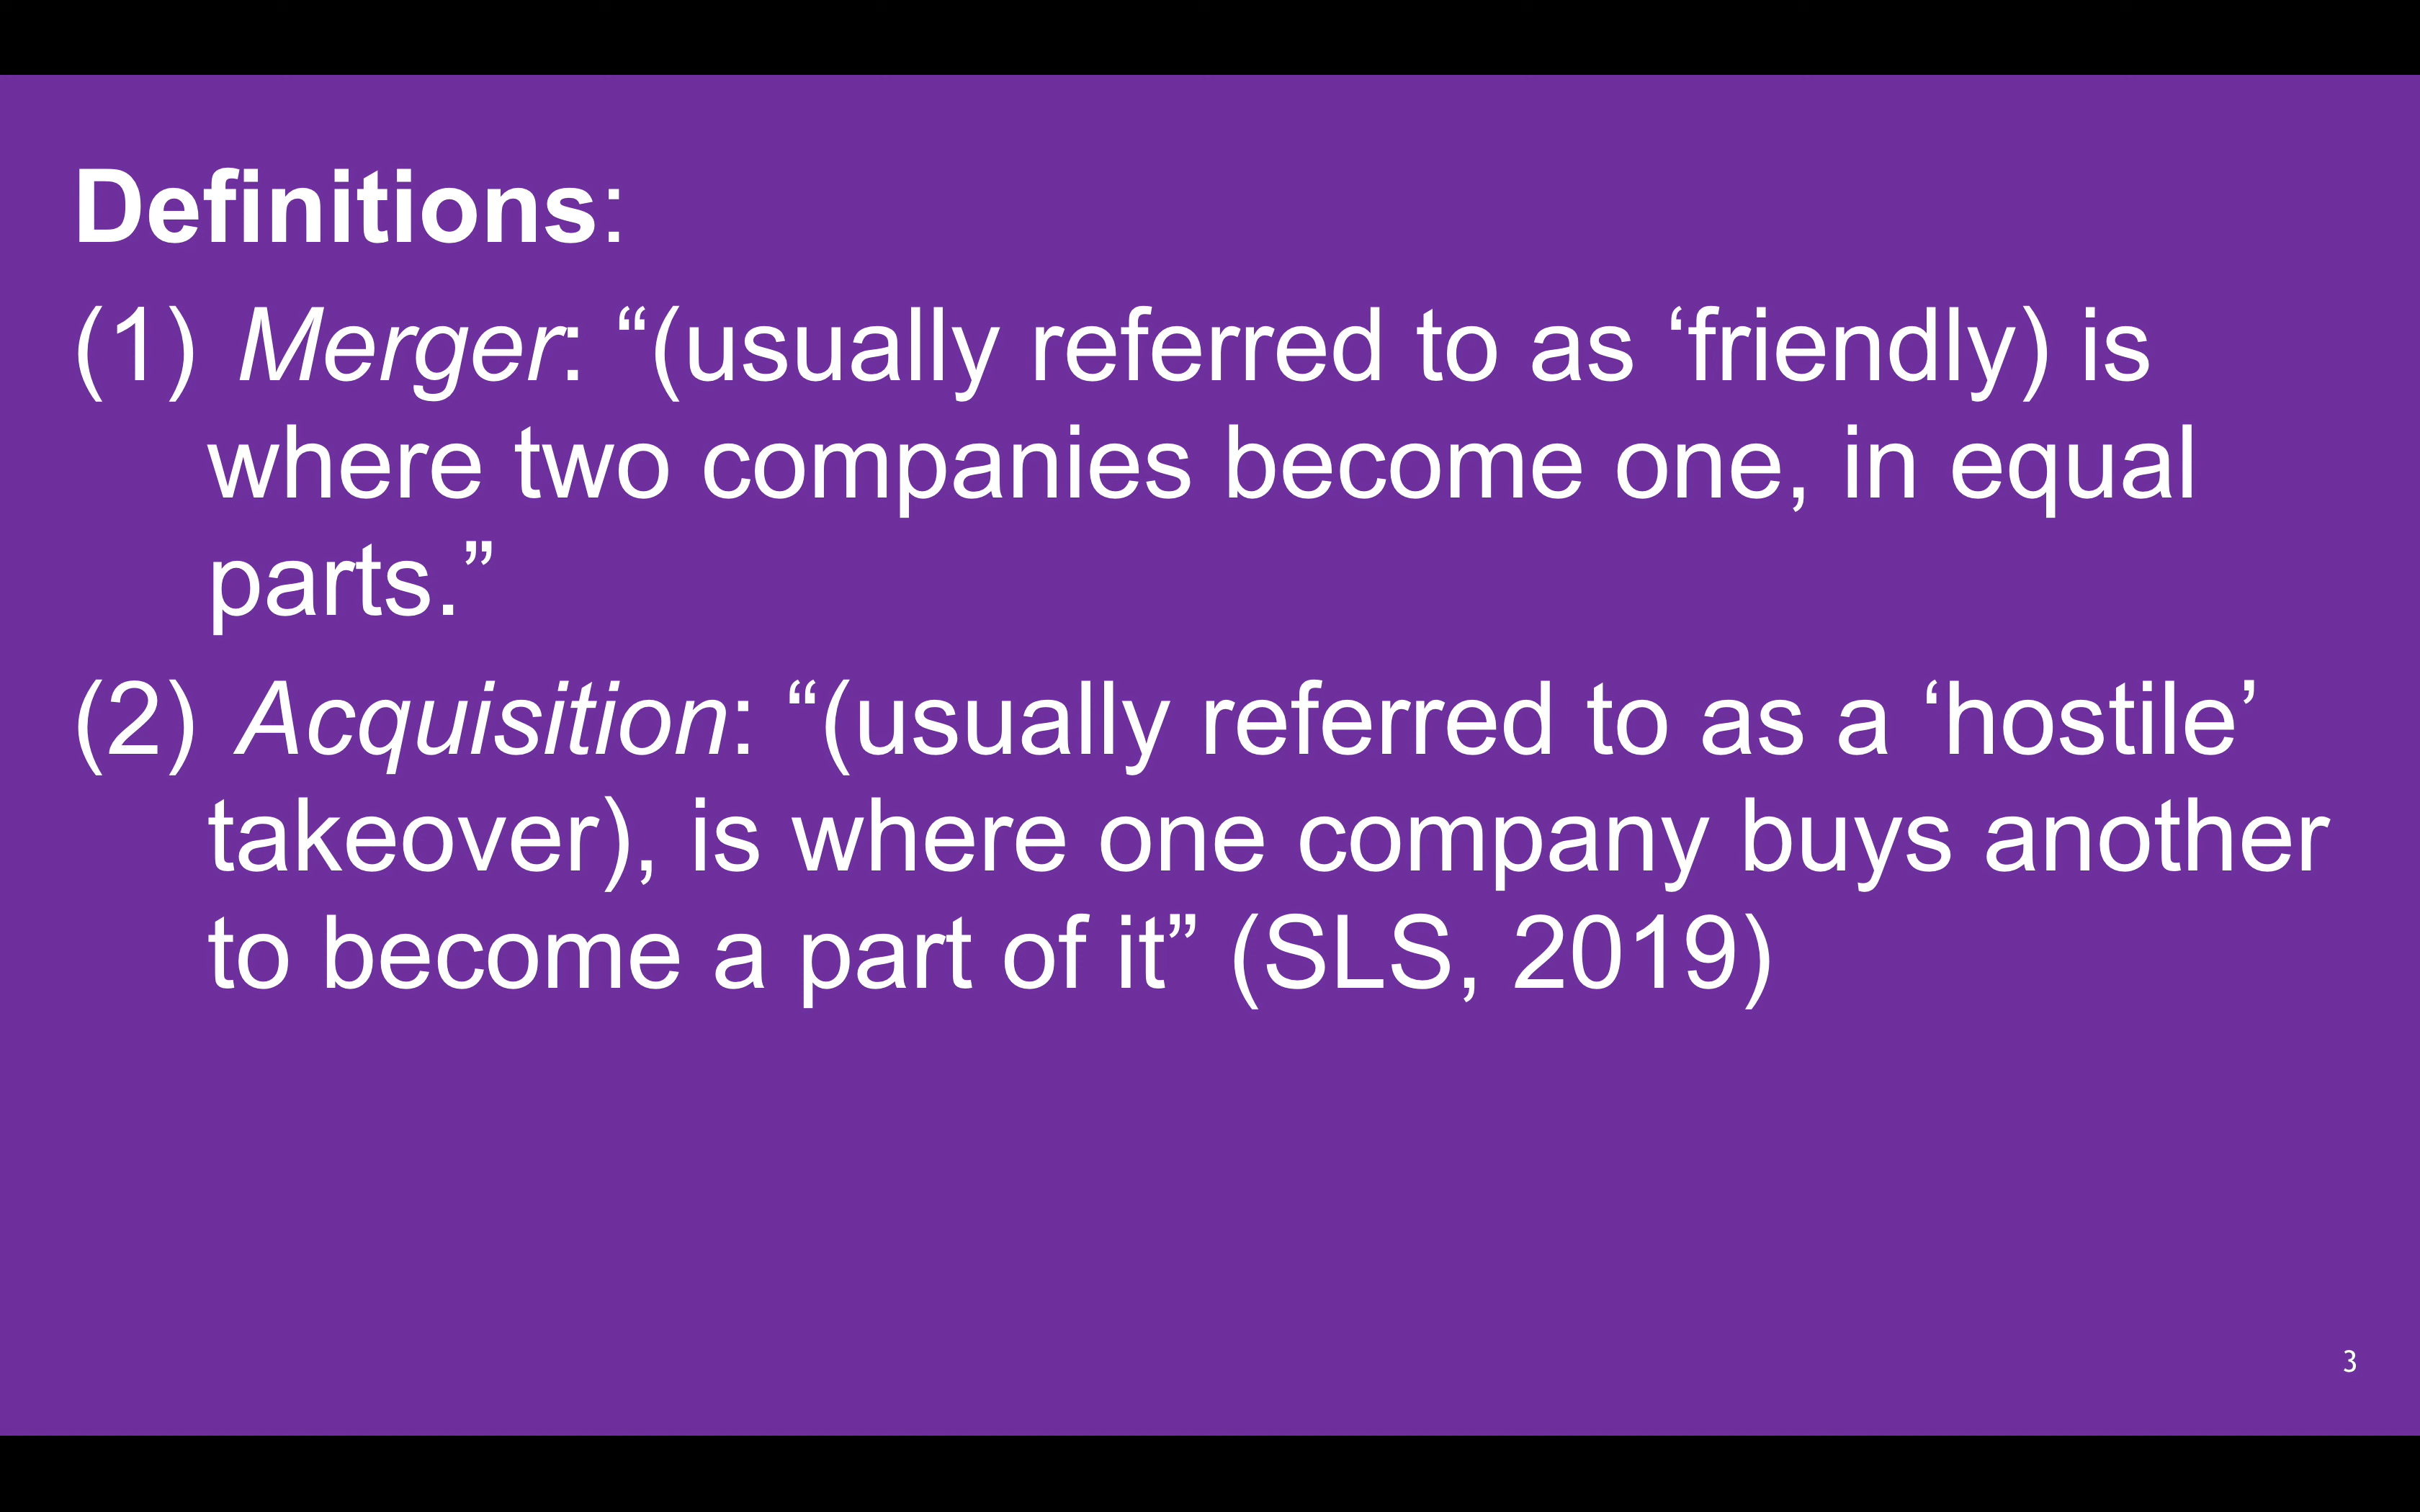 Definitions:
(1) Merger: “(usually referred to as ‘friendly) is
where two companies become one, in equal
parts.”
(2) Acquisition: “(usually referred to as a ‘hostile’
takeover), is where one company buys another
to become a part of it” (SLS, 2019)
3